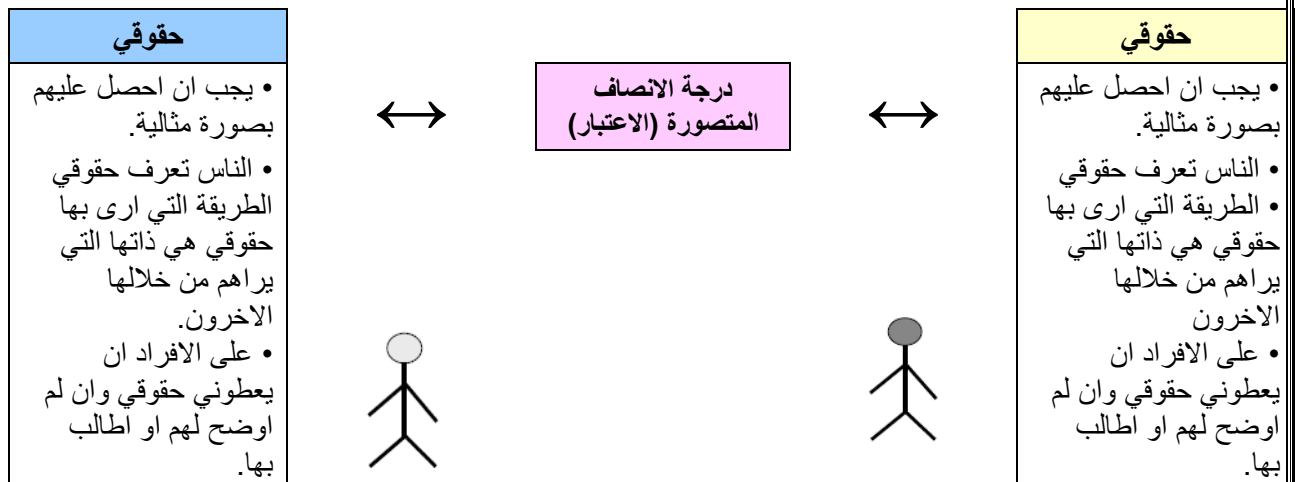 حقوقي
• يجب ان احصل عليهم
بصورة مثالية.
• الناس تعرف حقوقي
• الطريقة التي ارى بها
حقوقي هي ذاتها التي
يراهم من خلالها
الاخرون
• على الافراد ان
يعطوني حقوقي وان لم
اوضح لهم او اطالب
بها.
درجة الانصاف
المتصورة (الاعتبار)
حقوقي
• يجب ان احصل عليهم
بصورة مثالية.
• الناس تعرف حقوقي
الطريقة التي ارى بها
حقوقي هي ذاتها التي
يراهم من خلالها
الاخرون.
• على الافراد ان
يعطوني حقوقي وان لم
اوضح لهم او اطالب
بها.